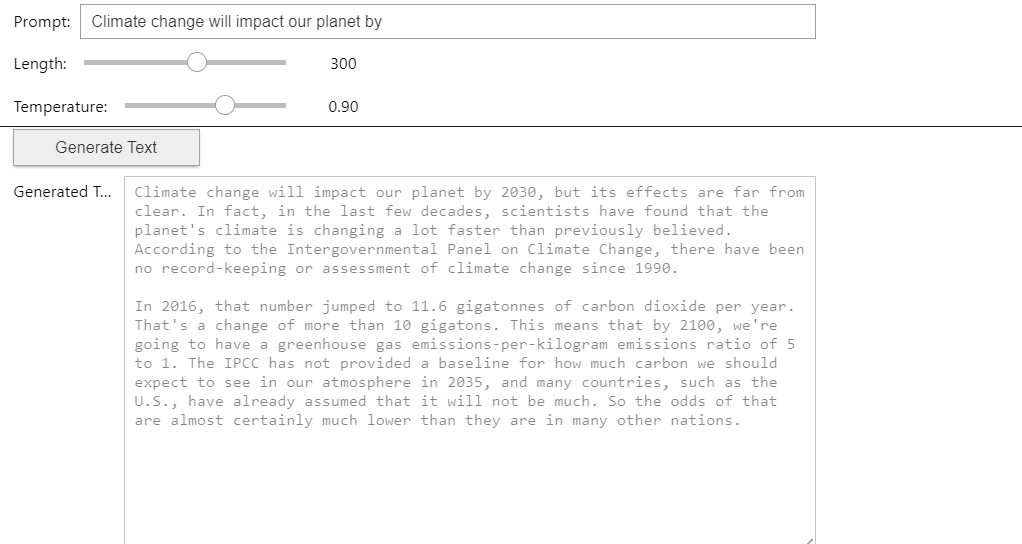 Prompt: Climate change will impact our planet by
Length: 300
Temperature: 0.90
Generate Text
Generated T...
Climate change will impact our planet by 2030, but its effects are far from
clear. In fact, in the last few decades, scientists have found that the
planet's climate is changing a lot faster than previously believed.
According to the Intergovernmental Panel on Climate Change, there have been
no record-keeping or assessment of climate change since 1990.
In 2016, that number jumped to 11.6 gigatonnes of carbon dioxide per year.
That's a change of more than 10 gigatons. This means that by 2100, we're
going to have a greenhouse gas emissions-per-kilogram emissions ratio of 5
to 1. The IPCC has not provided a baseline for how much carbon we should
expect to see in our atmosphere in 2035, and many countries, such as the
U.S., have already assumed that it will not be much. So the odds of that
are almost certainly much lower than they are in many other nations.